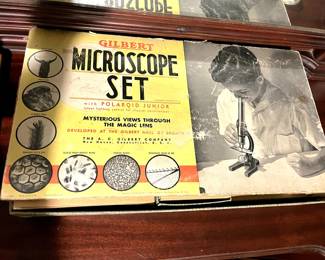 GILBERT
MICROSCOPE
SET
with POLAROID JUNIOR
MYSTERIOUS VIEWS THROUGH
THE MAGIC LENS
DEVELOPED AT THE GILBERT HALL OF SCIENCE
THE A. C. GILBERT COMPANY
New Haven, Connecticut, U. S. A.